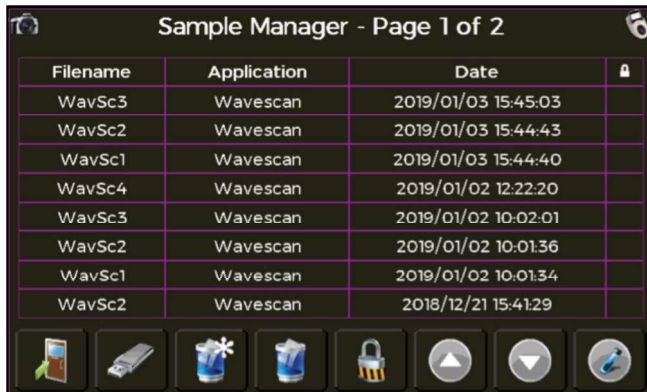 Sample Manager - Page 1 of 2
Filename Application Date
WavSc3 Wavescan 2019/01/03 15:45:03
WavSc2 Wavescan 2019/01/03 15:44:43
WavSc1 Wavescan 2019/01/03 15:44:40
WavSc4 Wavescan 2019/01/02 12:22:20
WavSc3 Wavescan 2019/01/02 10:02:01
WavSc2 Wavescan 2019/01/02 10:01:36
WavSc1 Wavescan 2019/01/02 10:01:34
WavSc2 Wavescan 2018/12/21 15:41:29